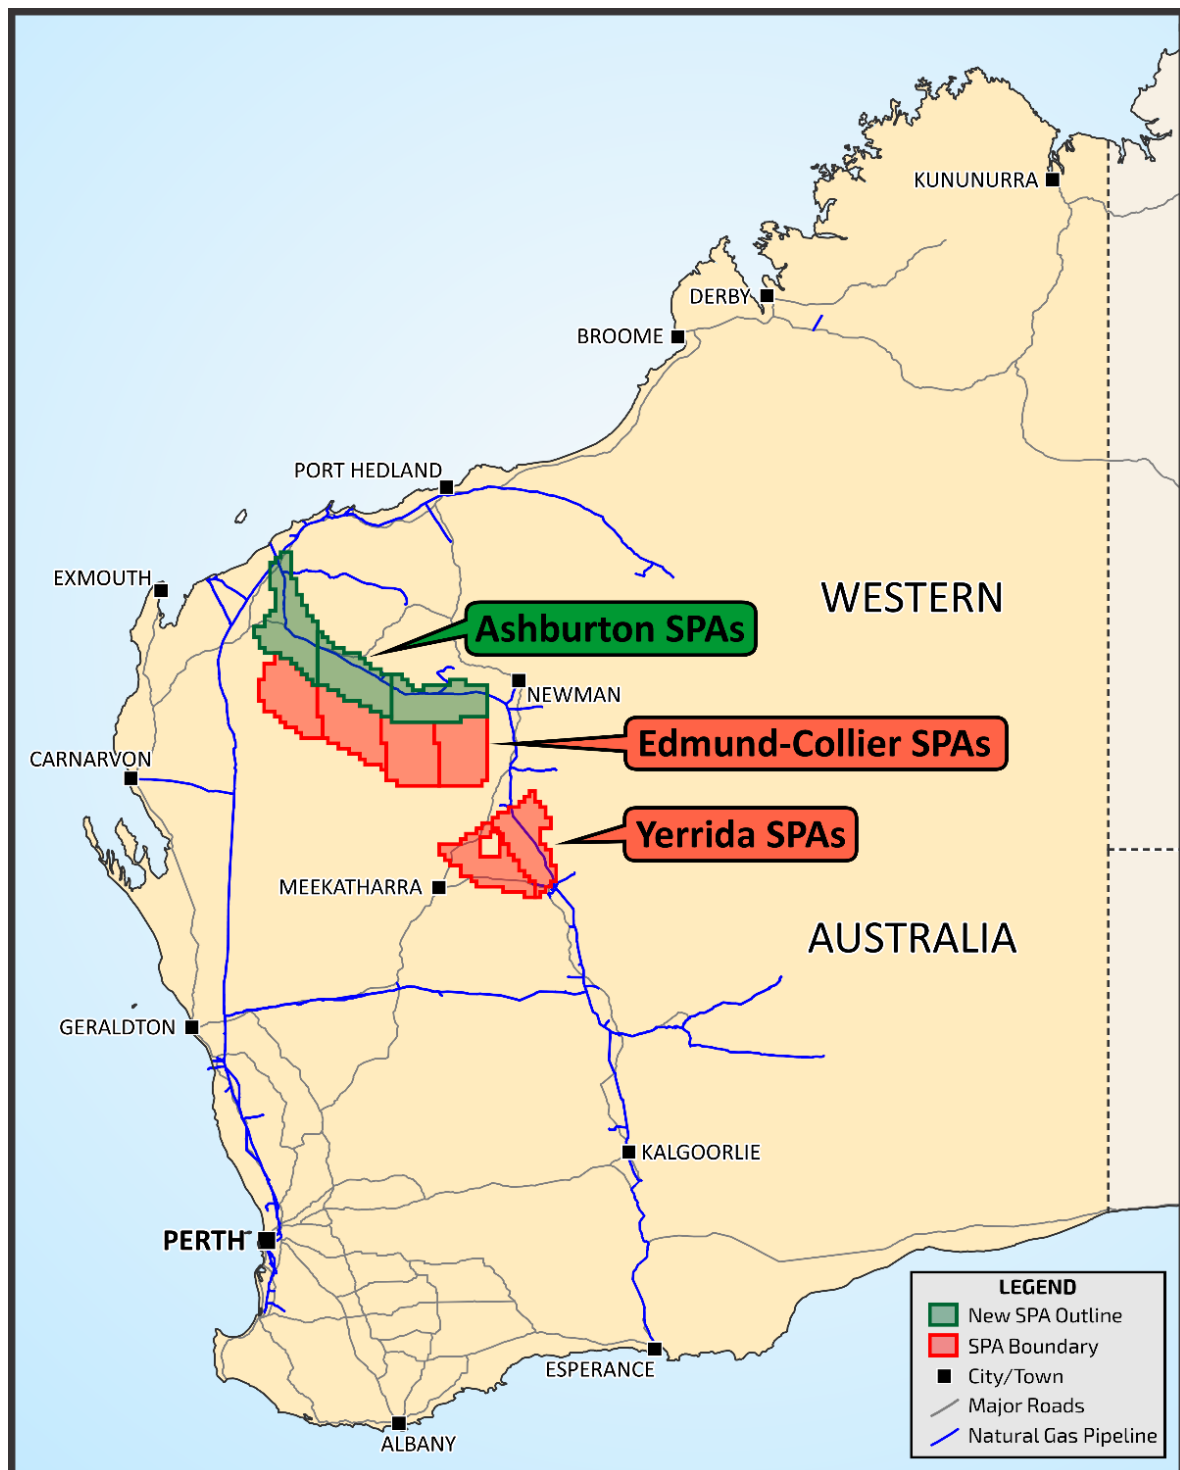 KUNUNURRA
DERBY
BROOME
PORT HEDLAND
EXMOUTH
WESTERN
Ashburton SPAs
NEWMAN
Edmund-Collier SPAs
CARNARVON
Yerrida SPAs
MEEKATHARRA
AUSTRALIA
GERALDTON
KALGOORLIE
PERTH
ESPERANCE
ALBANY
LEGEND
New SPA Outline
SPA Boundary
City/Town
Major Roads
Natural Gas Pipeline